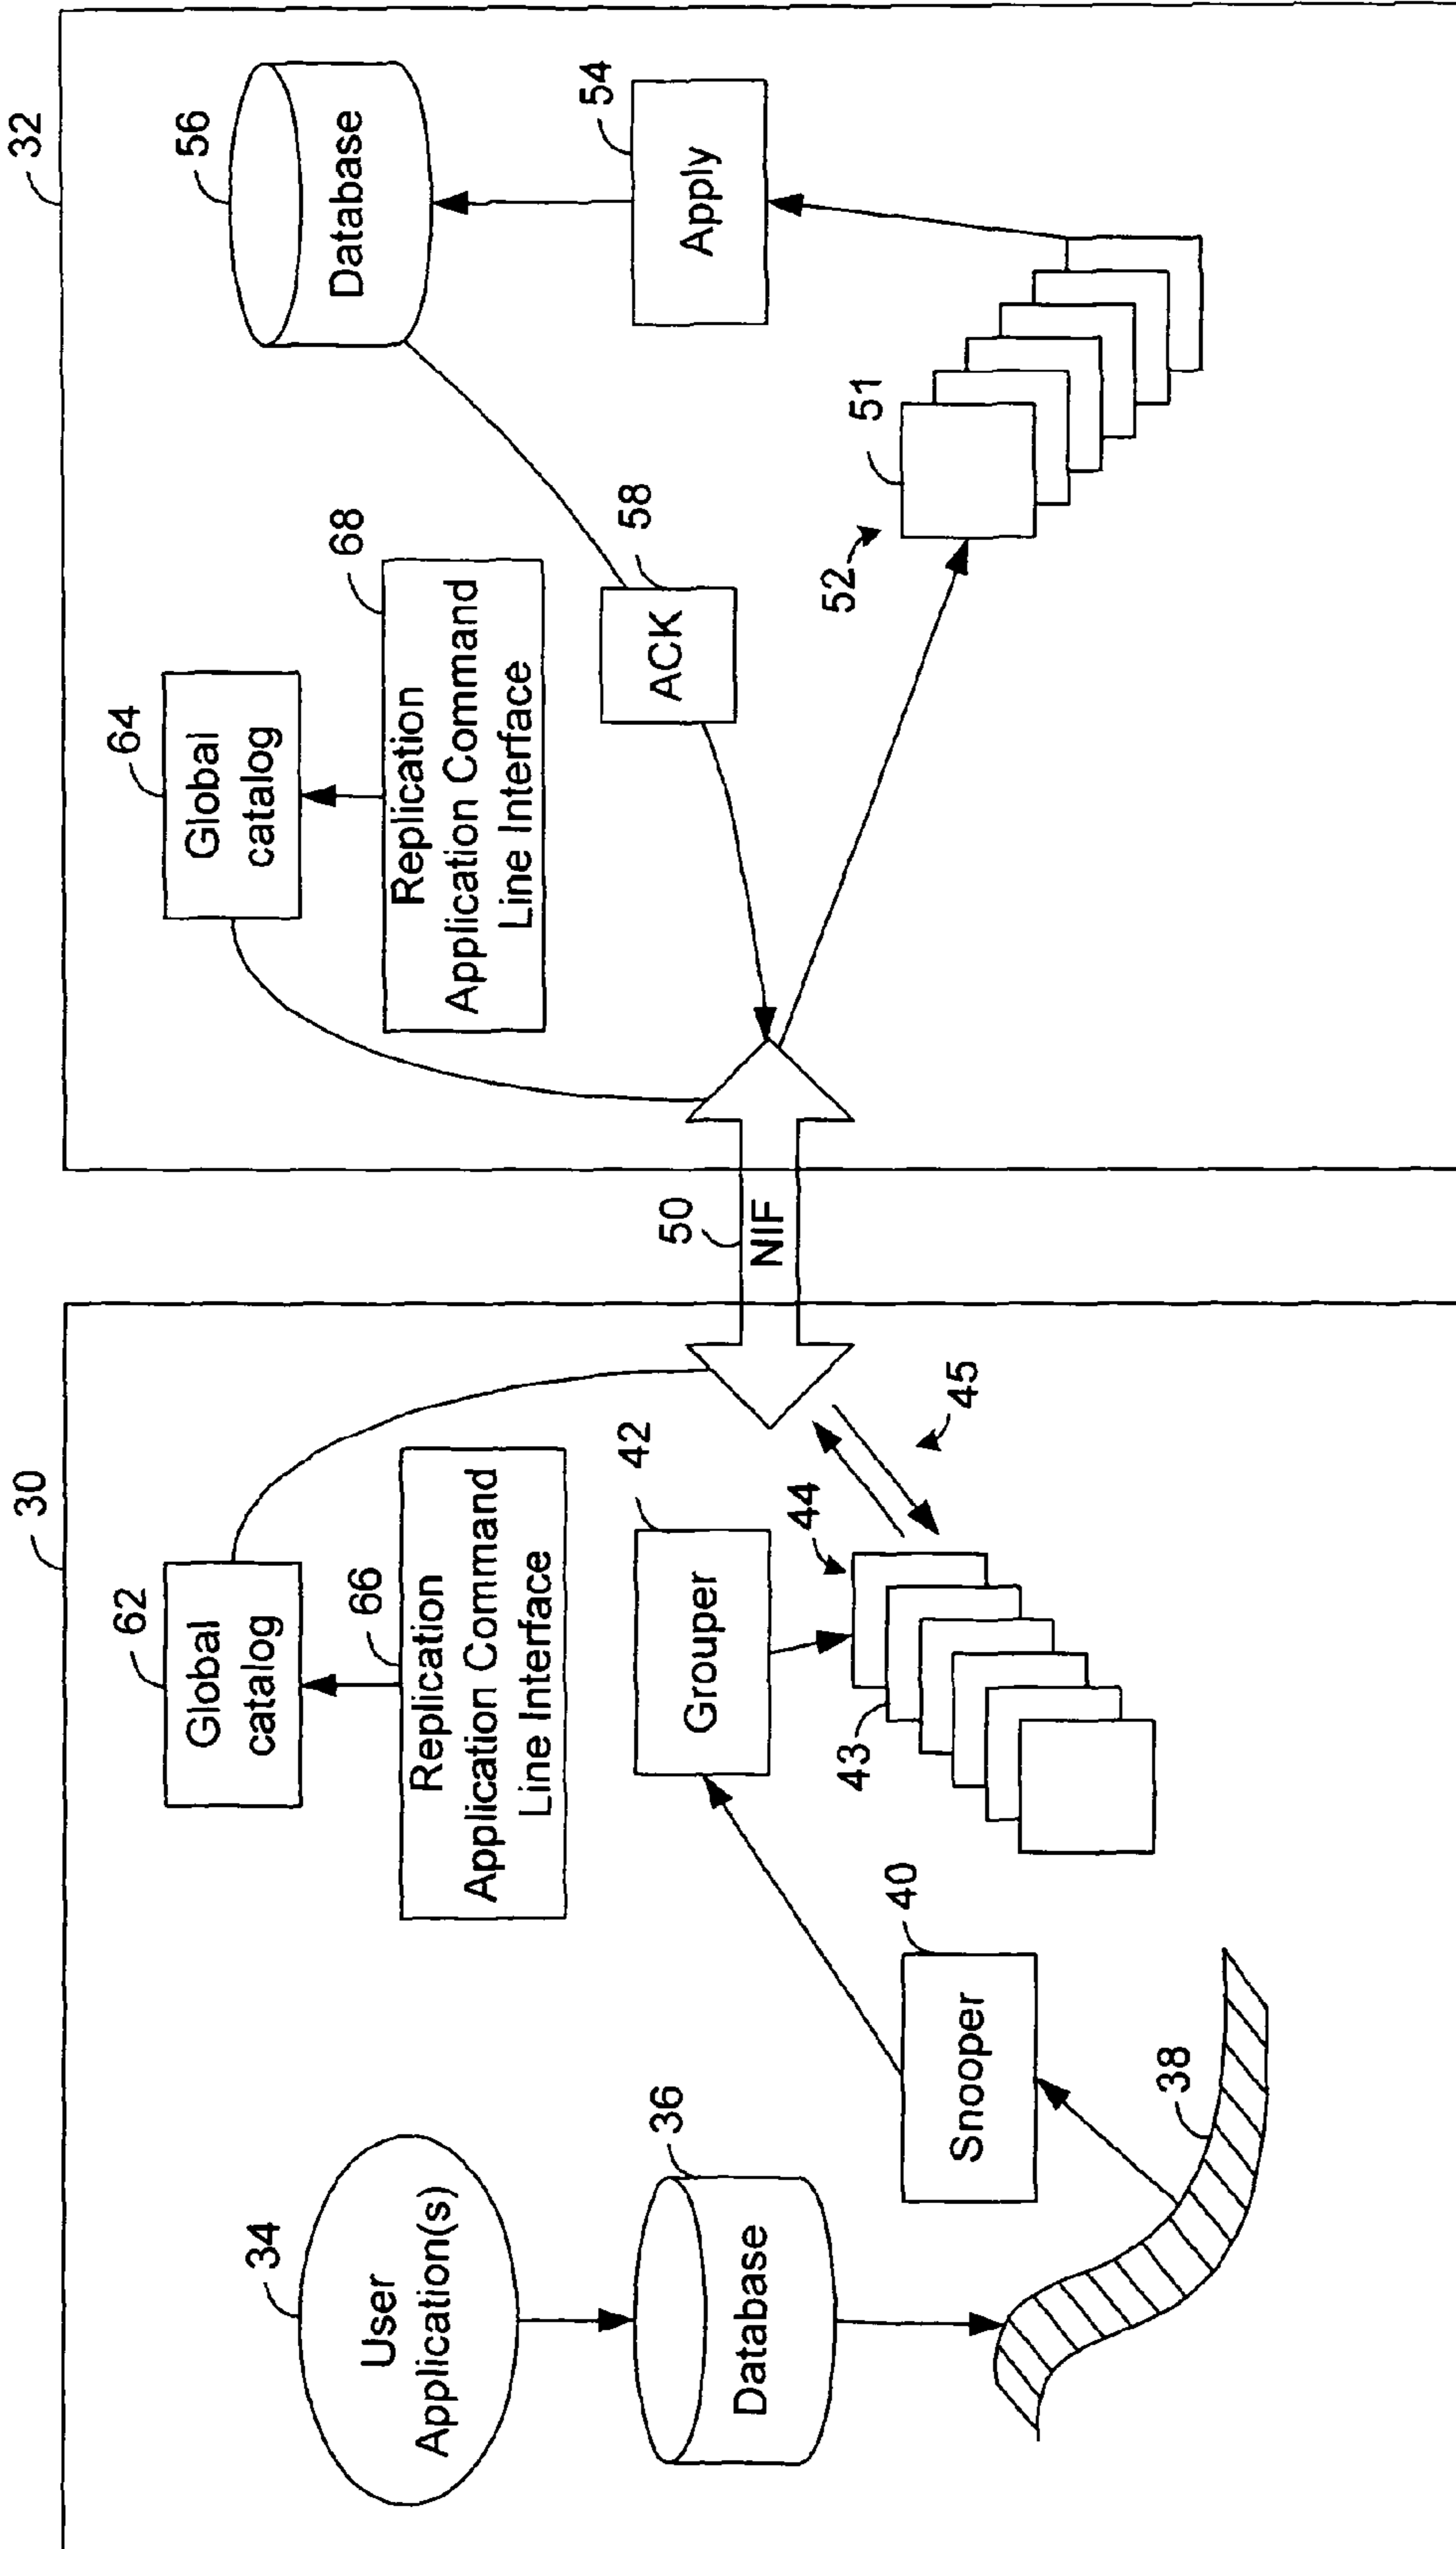 30
34
User
Application(s)
36
Database
38
40
Snooper
42
Grouper
43
44
45
62
Global
catalog
66
Replication
Application Command
Line Interface
50
NIF
32
64
Global
catalog
68
Replication
Application Command
Line Interface
58
ACK
56
Database
54
Apply
52
51